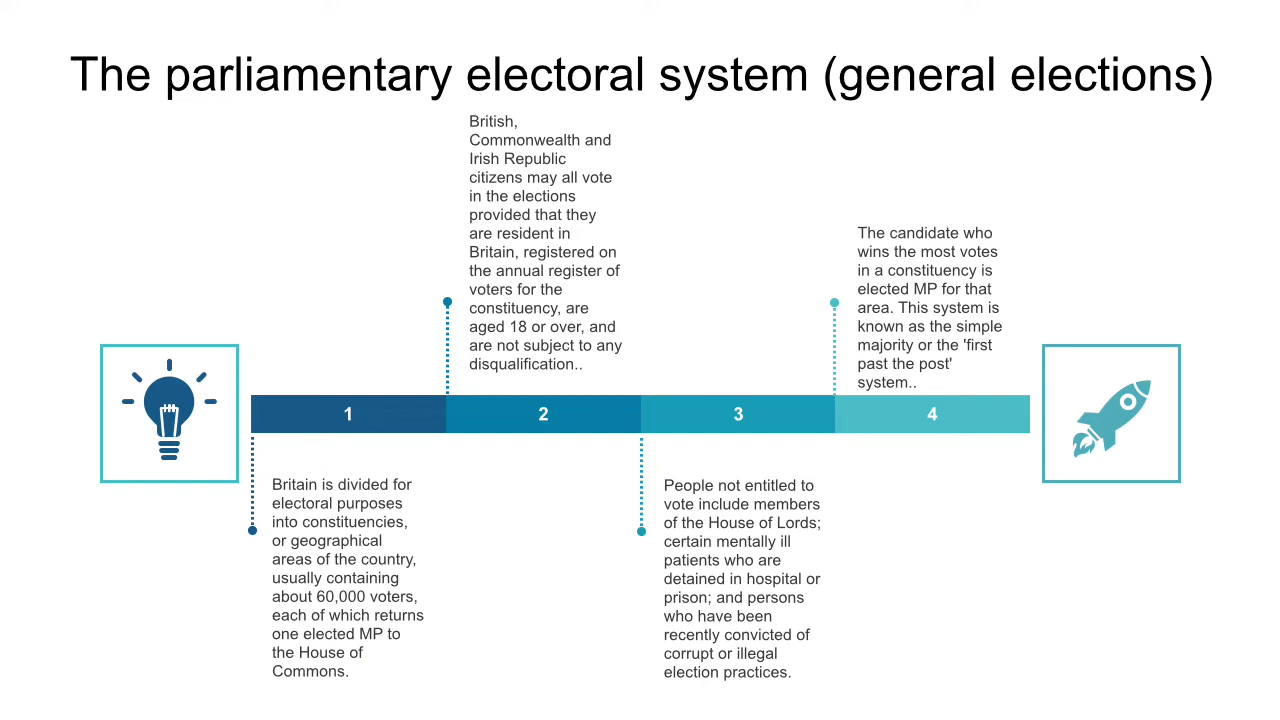 The parliamentary electoral system (general elections)
1
Britain is divided for
electoral purposes
into constituencies,
or geographical
areas of the country,
usually containing
about 60,000 voters,
each of which returns
one elected MP to
the House of
Commons.
2
British,
Commonwealth and
Irish Republic
citizens may all vote
in the elections
provided that they
are resident in
Britain, registered on
the annual register of
voters for the
constituency, are
aged 18 or over, and
are not subject to any
disqualification..
3
People not entitled to
vote include members
of the House of Lords;
certain mentally ill
patients who are
detained in hospital or
prison; and persons
who have been
recently convicted of
corrupt or illegal
election practices.
4
The candidate who
wins the most votes
in a constituency is
elected MP for that
area. This system is
known as the simple
majority or the 'first
past the post'
system..